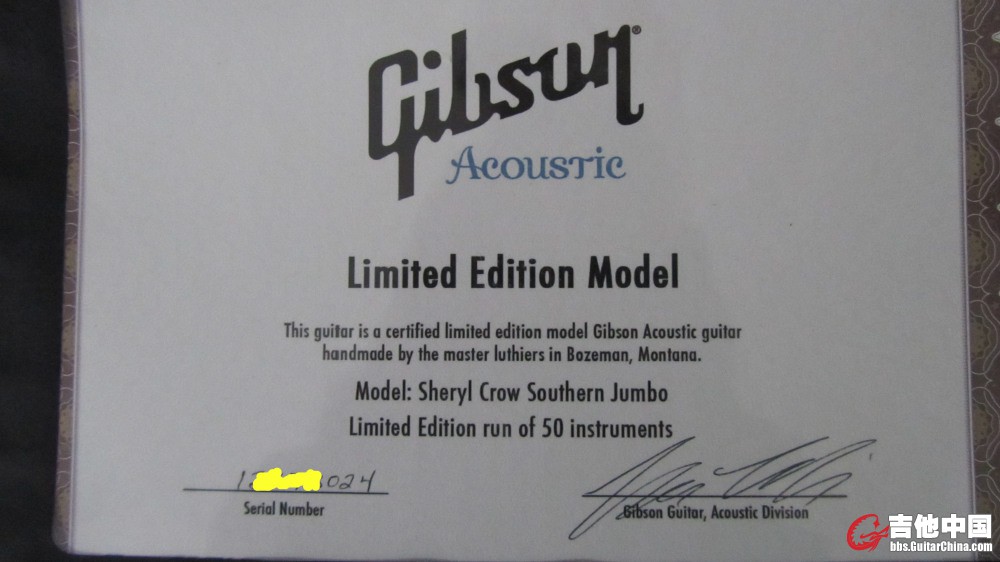 Gibson®
Acoustic
Limited Edition Model
This guitar is a certified limited edition model Gibson Acoustic guitar
handmade by the master luthiers in Bozeman, Montana.
Model: Sheryl Crow Southern Jumbo
Limited Edition run of 50 instruments
024
Serial Number
Gibson Guitar, Acoustic Division
吉他中国
bbs.GuitarChina.com